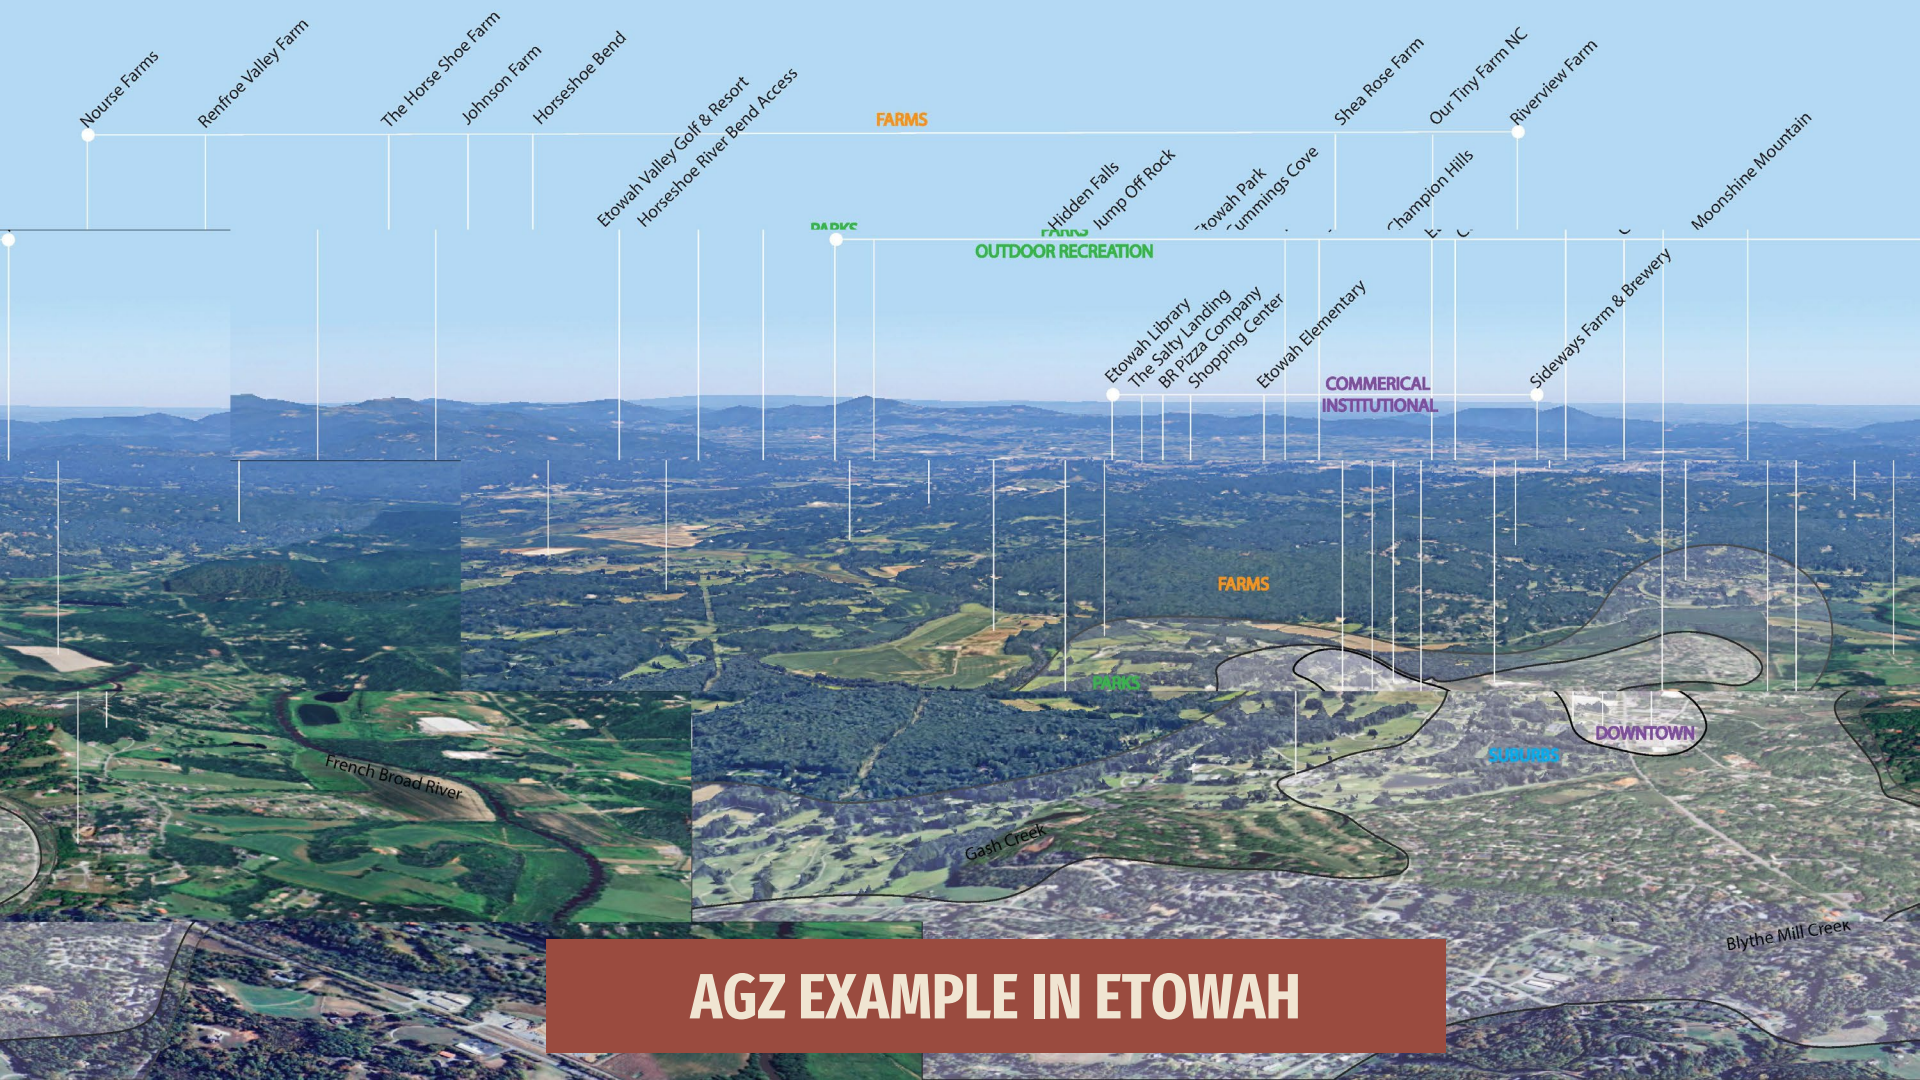 Nourse Farms
Renfroe Valley Farm
The Horse Shoe Farm
Johnson Farm
Horseshoe Bend
Etowah Valley Golf & Resort
Horseshoe River Bend Access
FARMS
Shea Rose Farm
Our Tiny Farm NC
Riverview Farm
Hidden Falls
Jump Off Rock
Etowah Park
Cummings Cove
Champion Hills
Moonshine Mountain
PARKS
PARKS
OUTDOOR RECREATION
Etowah Library
The Salty Landing
BR Pizza Company
Shopping Center
Etowah Elementary
COMMERICAL
INSTITUTIONAL
Sideways Farm & Brewery
FARMS
PARKS
DOWNTOWN
SUBURBS
French Broad River
Gash Creek
Blythe Mill Creek
AGZ EXAMPLE IN ETOWAH